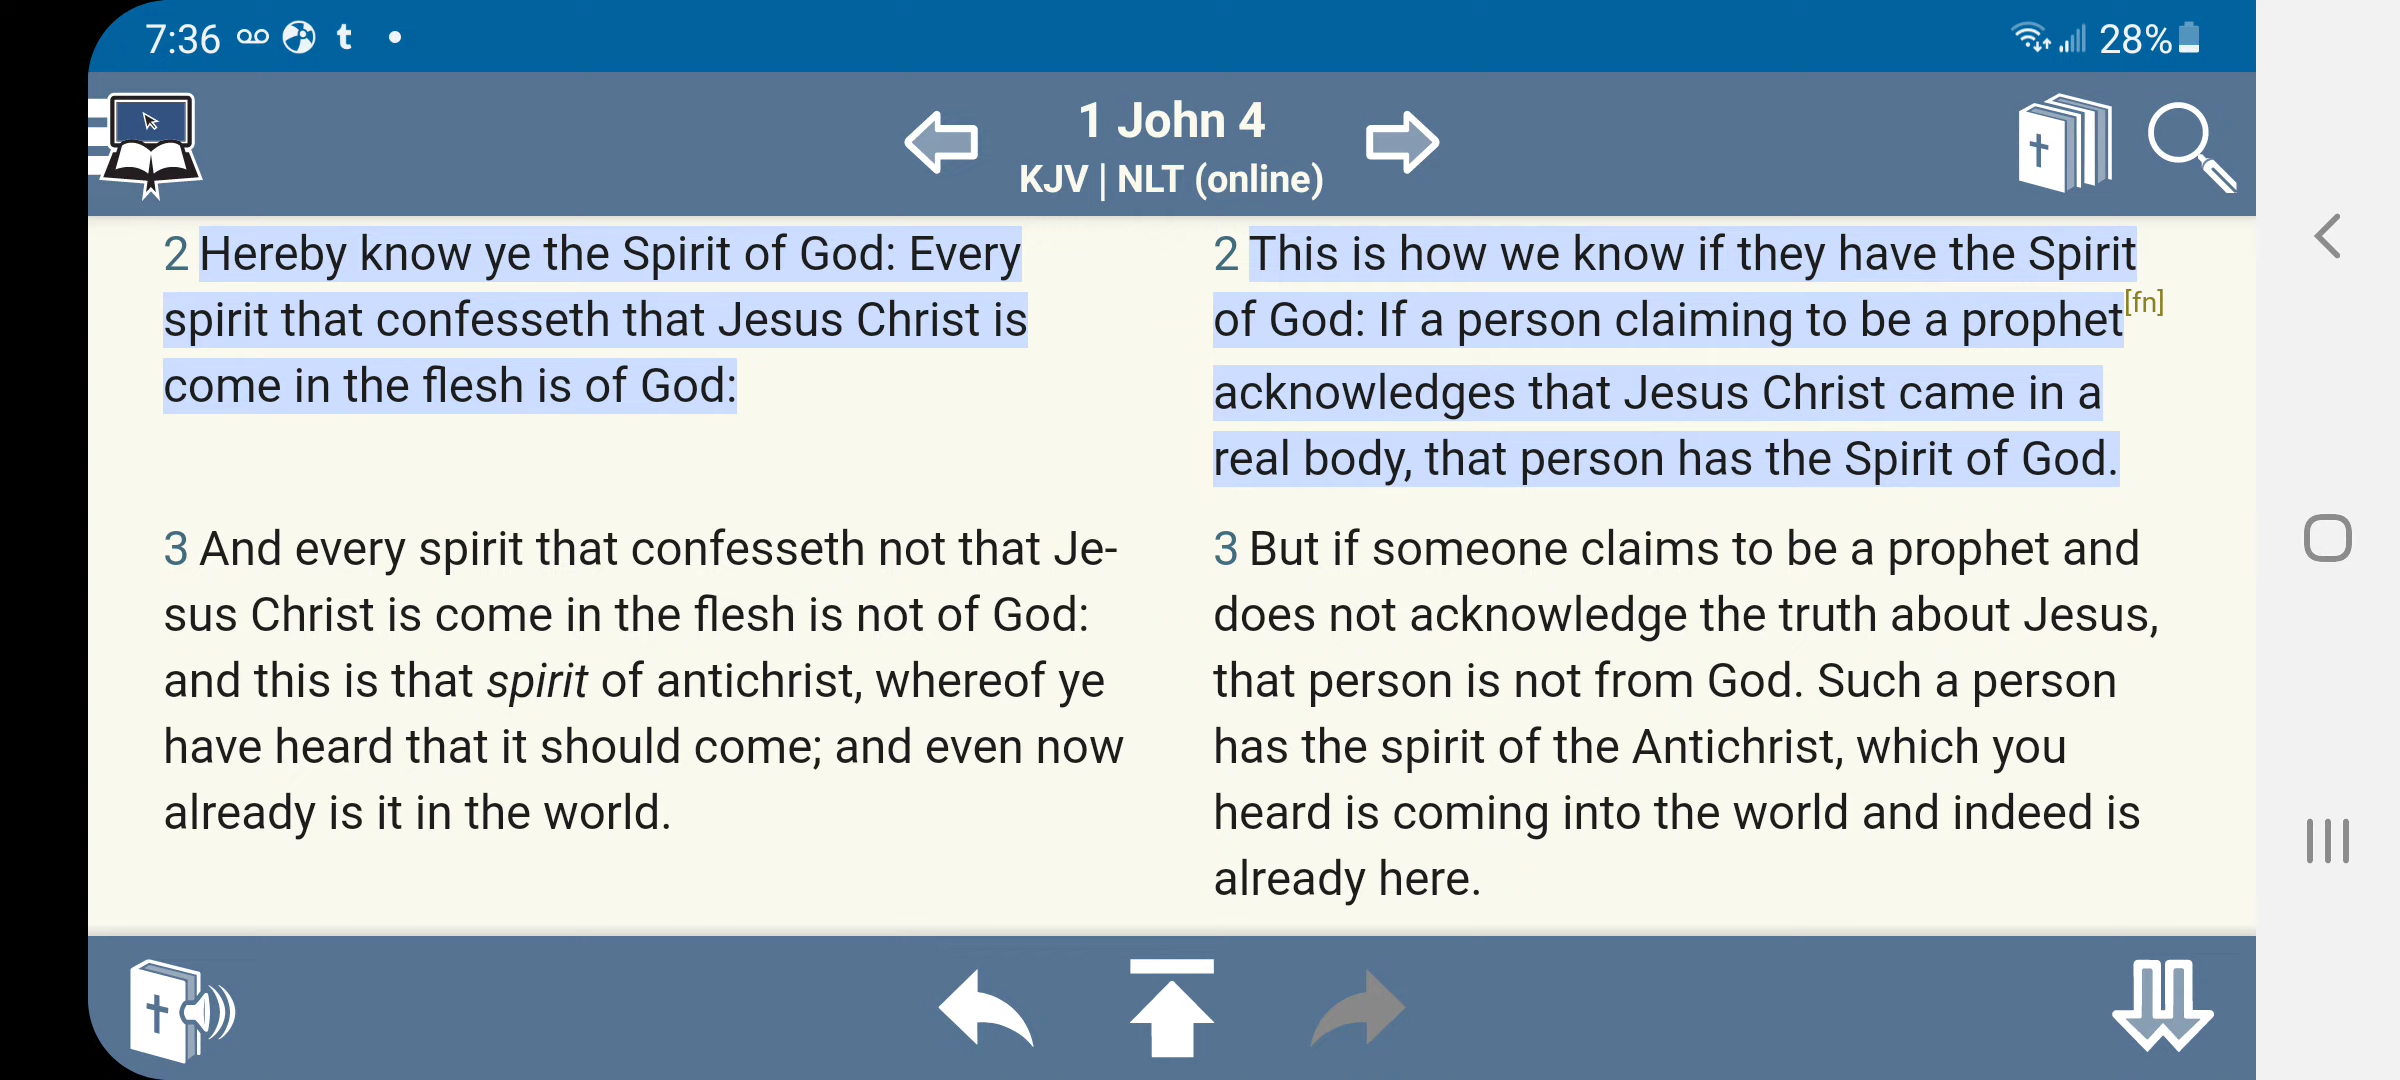 7:36
t
28%
1 John 4
KJV | NLT (online)
2 Hereby know ye the Spirit of God: Every
spirit that confesseth that Jesus Christ is
come in the flesh is of God:
3 And every spirit that confesseth not that Je-
sus Christ is come in the flesh is not of God:
and this is that spirit of antichrist, whereof ye
have heard that it should come; and even now
already is it in the world.
2 This is how we know if they have the Spirit
of God: If a person claiming to be a prophet[fn]
acknowledges that Jesus Christ came in a
real body, that person has the Spirit of God.
3 But if someone claims to be a prophet and
does not acknowledge the truth about Jesus,
that person is not from God. Such a person
has the spirit of the Antichrist, which you
heard is coming into the world and indeed is
already here.